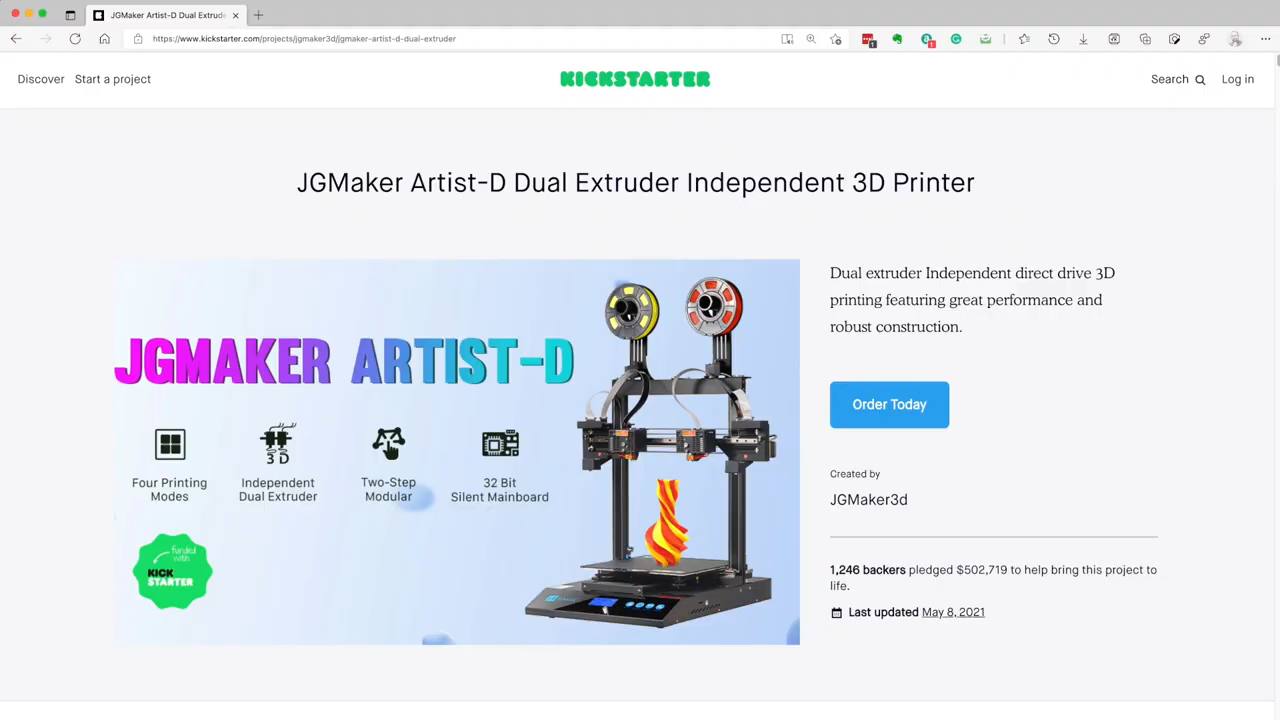 JGMaker Artist-D Dual Extrude
https://www.kickstarter.com/projects/jgmaker3d/jgmaker-artist-d-dual-extruder
1
1
Discover
Start a project
KICKSTARTER
Search
Log in
JGMaker Artist-D Dual Extruder Independent 3D Printer
JGMAKER ARTIST-D
3 D
Four Printing
Modes
Independent
Dual Extruder
Two-Step
Modular
32 Bit
Silent Mainboard
funded
with
KICK
STARTER
Dual extruder Independent direct drive 3D
printing featuring great performance and
robust construction.
Order Today
Created by
JGMaker3d
1,246 backers pledged $502,719 to help bring this project to
life.
Last updated May 8, 2021